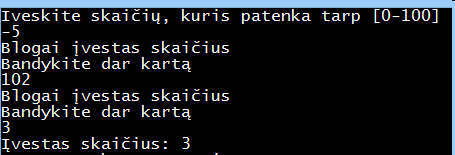 Įveskite skaičių, kuris patenka tarp [0-100]
-5
Blogai įvestas skaičius
Bandykite dar kartą
102
Blogai įvestas skaičius
Bandykite dar kartą
3
Įvestas skaičius: 3